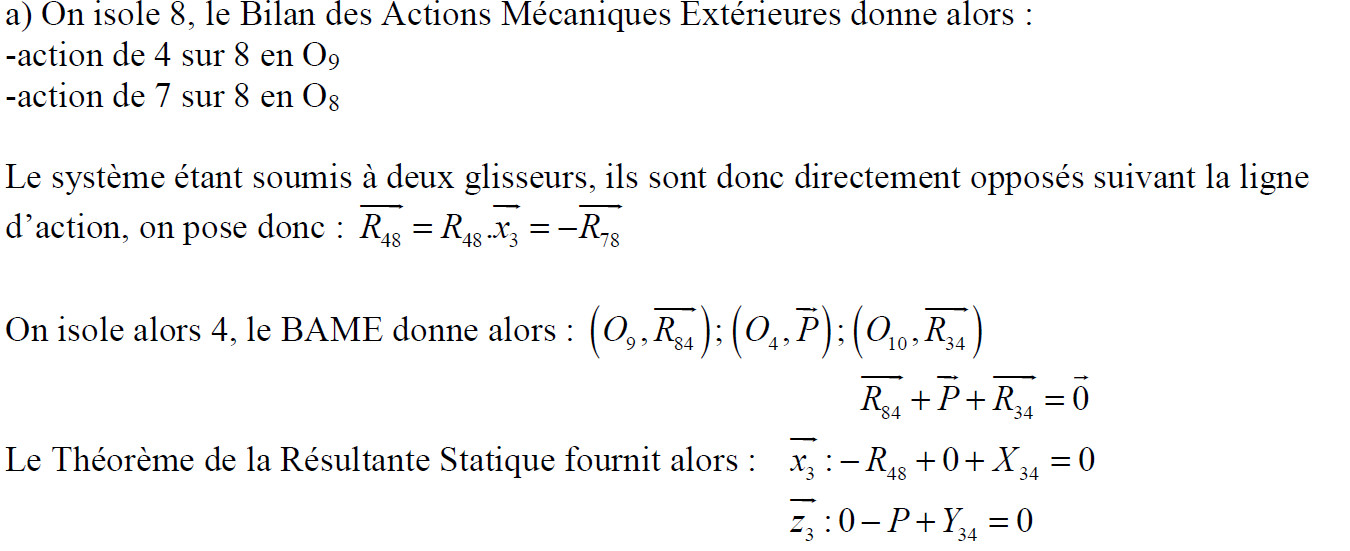 a) On isole 8, le Bilan des Actions Mécaniques Extérieures donne alors :
-action de 4 sur 8 en O₉
-action de 7 sur 8 en O₈
Le système étant soumis à deux glisseurs, ils sont donc directement opposés suivant la ligne
d’action, on pose donc : $\overrightarrow{R_{48}} = R_{48}.\overrightarrow{x_3} = -\overrightarrow{R_{78}}$
On isole alors 4, le BAME donne alors : $\left(O_9, \overrightarrow{R_{84}}\right); \left(O_4, \overrightarrow{P}\right); \left(O_{10}, \overrightarrow{R_{34}}\right)$
$\overrightarrow{R_{84}} + \overrightarrow{P} + \overrightarrow{R_{34}} = \vec{0}$
Le Théorème de la Résultante Statique fournit alors : $\overrightarrow{x_3} : -R_{48} + 0 + X_{34} = 0$
$\overrightarrow{z_3} : 0 - P + Y_{34} = 0$